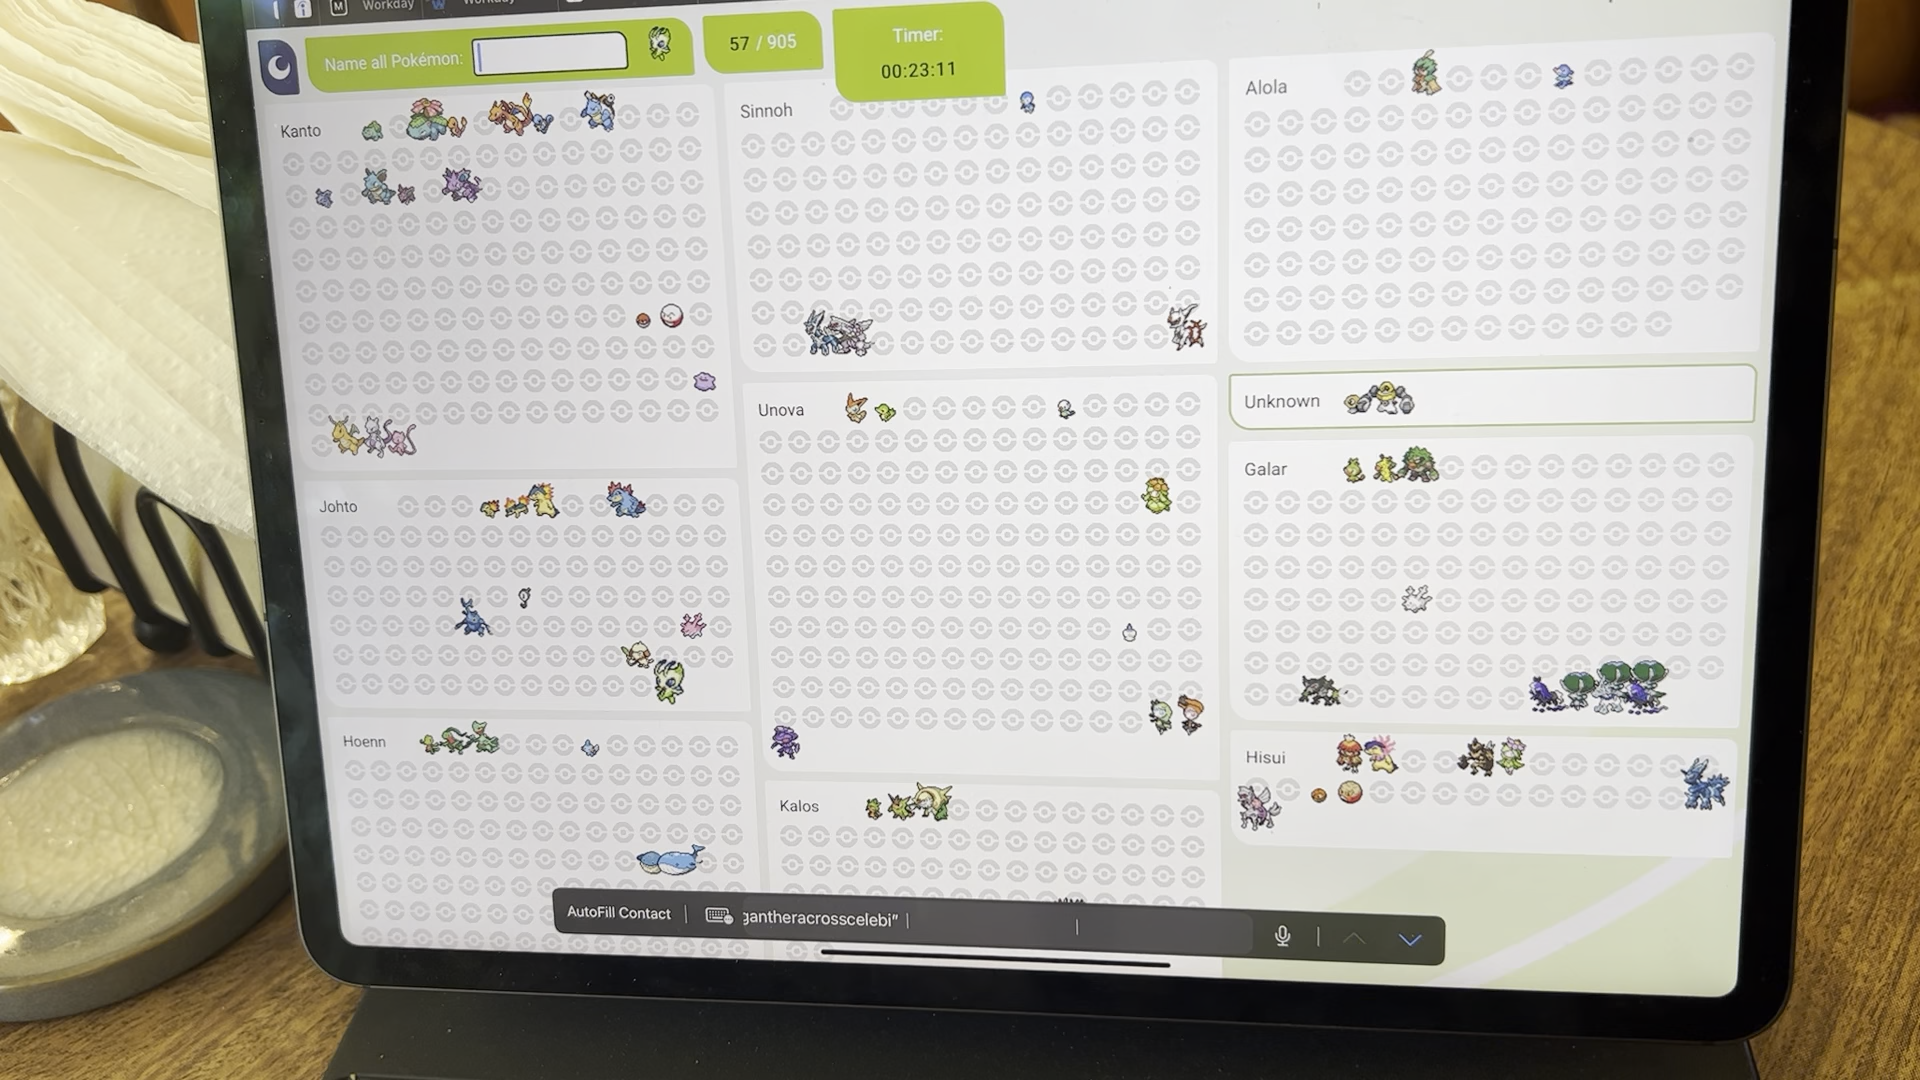 Workday
Workday
Name all Pokémon:
57 / 905
Timer:
00:23:11
Kanto
Sinnoh
Alola
Unova
Unknown
Galar
Johto
Hoenn
Kalos
Hisui
AutoFill Contact
gantheracrosscelebi"